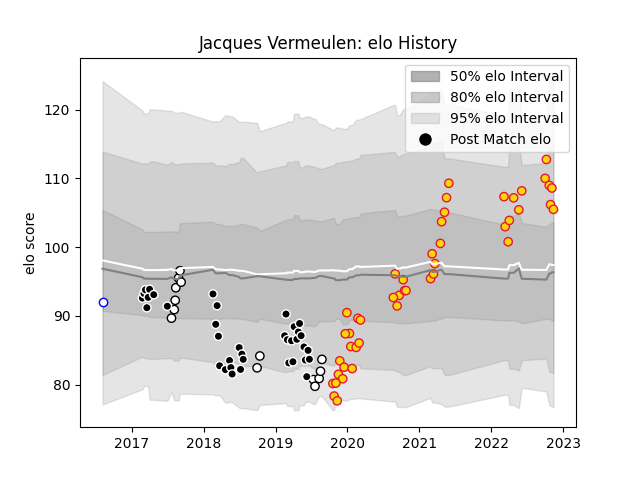 Jacques Vermeulen: elo History
50% elo Interval
80% elo Interval
95% elo Interval
Post Match elo
elo score
120
110
100
90
80
2017 2018 2019 2020 2021 2022 2023